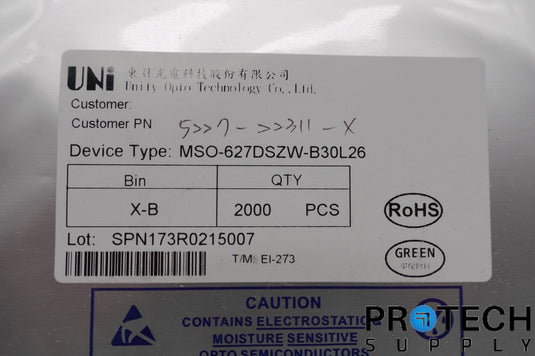 UNi 東貝光電科技股份有限公司
Unity Opto Technology Co.,Ltd.
Customer:
Customer PN 5>>7->>311-X
Device Type: MSO-627DSZW-B30L26
Bin QTY
X-B 2000 PCS
RoHS
Lot: SPN173R0215007
GREEN
T/M: EI-273
CAUTION
CONTAINS ELECTROSTATIC
MOISTURE SENSITIVE
OPTO SEMICONDUCTORS
PROTECH
SUPPLY